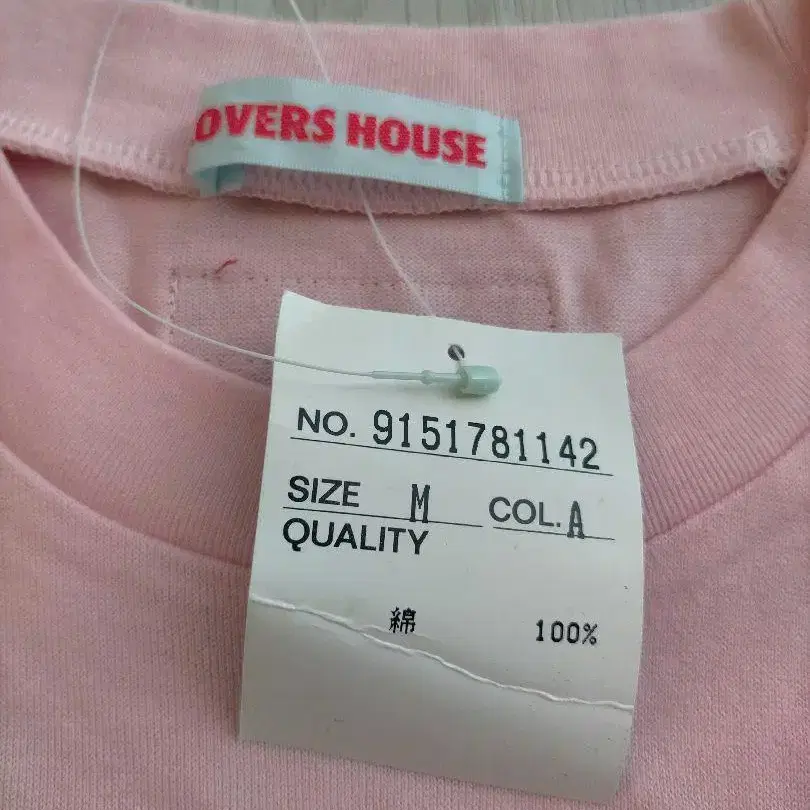 OVERS HOUSE
NO. 9151781142
SIZE M COL. A
QUALITY
綿 100%